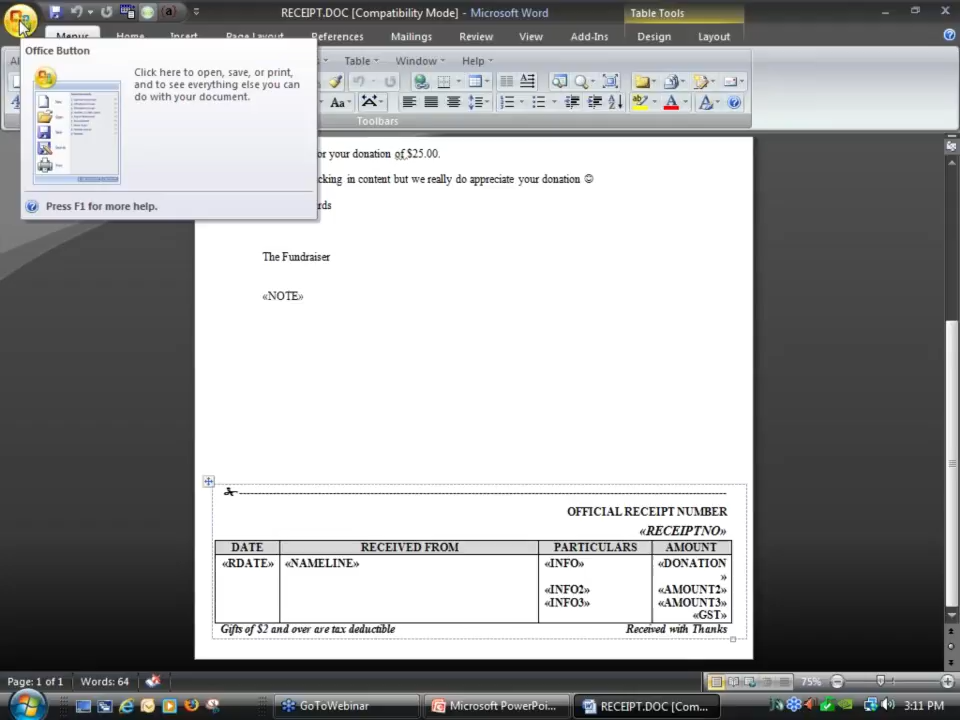 RECEIPT.DOC [Compatibility Mode] - Microsoft Word
Table Tools
Menus Home Insert Page Layout References Mailings Review View Add-Ins Design Layout
Office Button
Click here to open, save, or print,
and to see everything else you can
do with your document.
Press F1 for more help.
Table Window Help
Aa
Toolbars
or your donation of $25.00.
cking in content but we really do appreciate your donation ☺
rds
The Fundraiser
«NOTE»
OFFICIAL RECEIPT NUMBER
«RECEIPTNO»
DATE RECEIVED FROM PARTICULARS AMOUNT
«RDATE» «NAMELINE» «INFO» «DONATION
»
«INFO2» «AMOUNT2»
«INFO3» «AMOUNT3»
«GST»
Gifts of $2 and over are tax deductible Received with Thanks
Page: 1 of 1 Words: 64 75%
GoToWebinar Microsoft PowerPoi... RECEIPT.DOC [Com... 3:11 PM